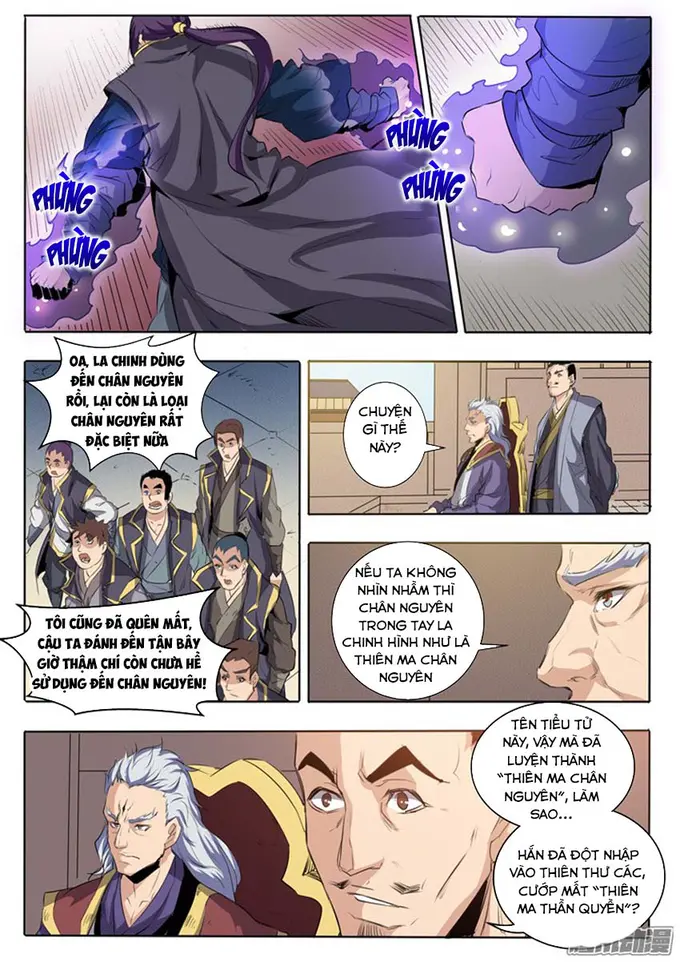 PHÙNG
PHÙNG
PHÙNG
PHÙNG
OA, LA CHINH DÙNG
ĐẾN CHÂN NGUYÊN
RỒI, LẠI CÒN LÀ LOẠI
CHÂN NGUYÊN RẤT
ĐẶC BIỆT NỮA
CHUYỆN
GÌ THẾ
NÀY?
TÔI CŨNG ĐÃ QUÊN MẤT,
CẬU TA ĐÁNH ĐẾN TẬN BÂY
GIỜ THẬM CHÍ CÒN CHƯA HỀ
SỬ DỤNG ĐẾN CHÂN NGUYÊN!
NẾU TA KHÔNG
NHÌN NHẦM THÌ
CHÂN NGUYÊN
TRONG TAY LA
CHINH HÌNH NHƯ LÀ
THIÊN MA CHÂN
NGUYÊN
TÊN TIỂU TỬ
NÀY, VẬY MÀ ĐÃ
LUYỆN THÀNH
“THIÊN MA CHÂN
NGUYÊN”, LÀM
SAO...
HẮN ĐÃ ĐỘT NHẬP
VÀO THIÊN THƯ CÁC,
CƯỚP MẤT “THIÊN
MA THẦN QUYỀN”?